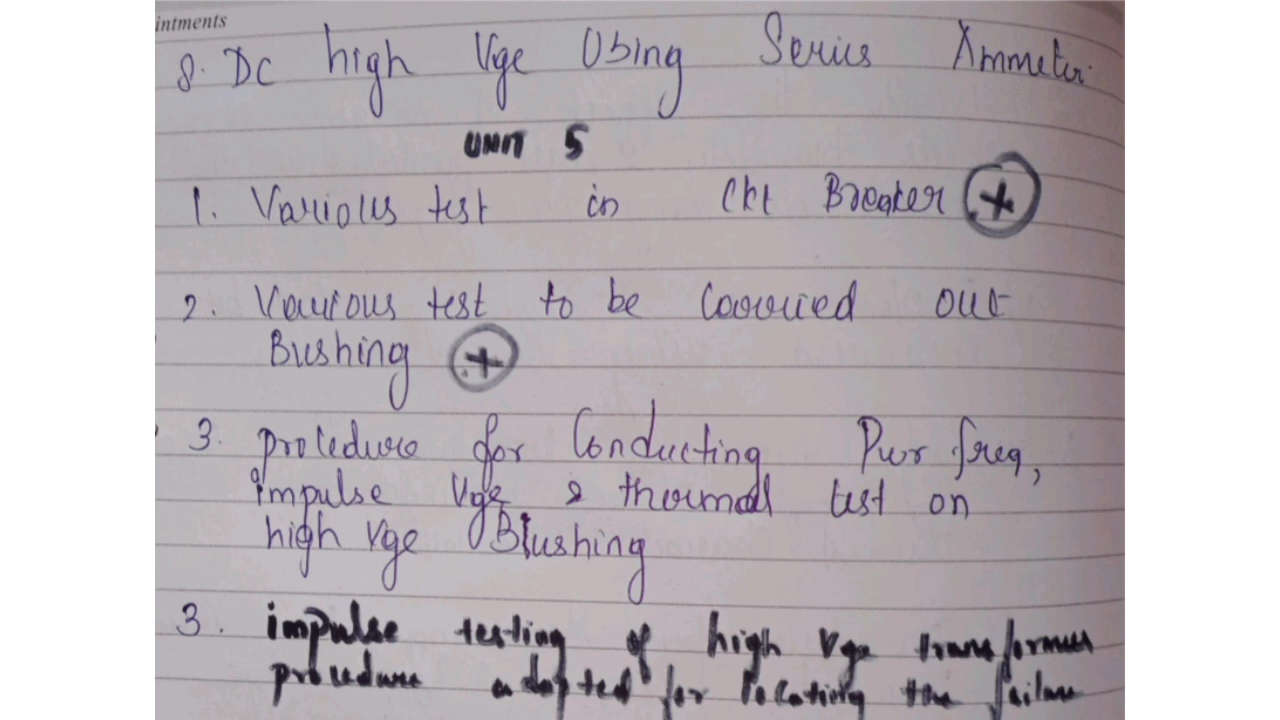 intments
8. DC high Vge Using Series Ammeter.
UNIT 5
1. Various test in Ckt Breaker +
2. Various test to be Carried out
Bushing +
3. procedure for Conducting Pwr freq,
impulse Vge & thermal test on
high Vge Bushing
3. impulse testing of high Vge transformers
procedure adopted for locating the failure